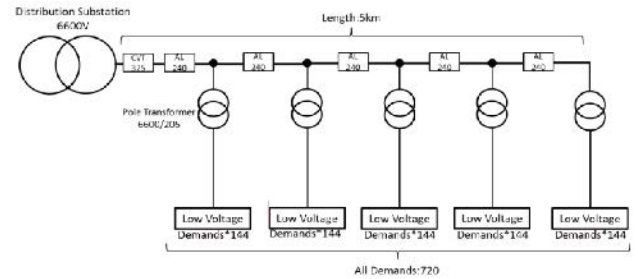 Distribution Substation
6600V
Length:5km
CVT
325
AL
240
AL
240
AL
240
AL
240
AL
240
Pole Transformer
6600/205
Low Voltage
Demands*144
Low Voltage
Demands*144
Low Voltage
Demands*144
Low Voltage
Demands*144
Low Voltage
Demands*144
All Demands:720